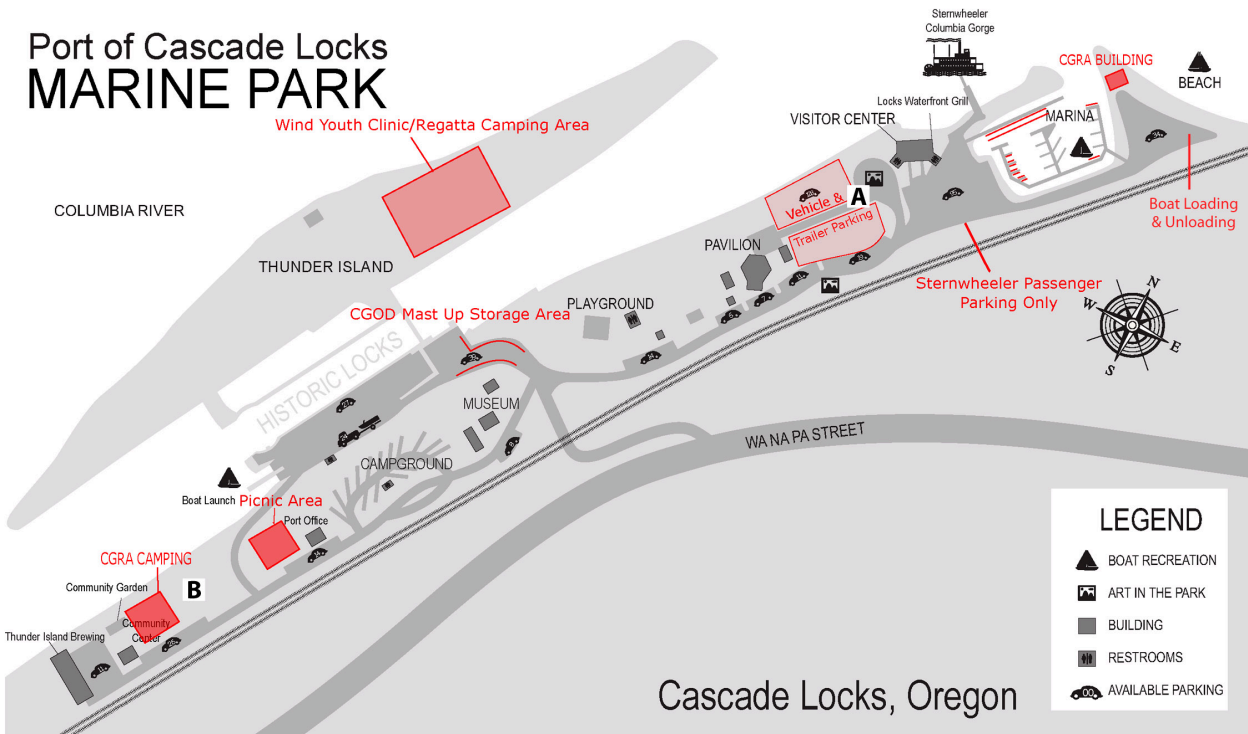 Port of Cascade Locks
MARINE PARK
Sternwheeler
Columbia Gorge
CGRA BUILDING
BEACH
Wind Youth Clinic/Regatta Camping Area
Locks Waterfront Grill
VISITOR CENTER
MARINA
COLUMBIA RIVER
Vehicle &
A
Trailer Parking
Boat Loading
& Unloading
THUNDER ISLAND
PAVILION
Sternwheeler Passenger
Parking Only
PLAYGROUND
CGOD Mast Up Storage Area
N
W
E
S
HISTORIC LOCKS
MUSEUM
WA NA PA STREET
CAMPGROUND
Boat Launch
Picnic Area
Port Office
CGRA CAMPING
Community Garden
B
Community
Center
Thunder Island Brewing
LEGEND
BOAT RECREATION
ART IN THE PARK
BUILDING
RESTROOMS
00
AVAILABLE PARKING
Cascade Locks, Oregon